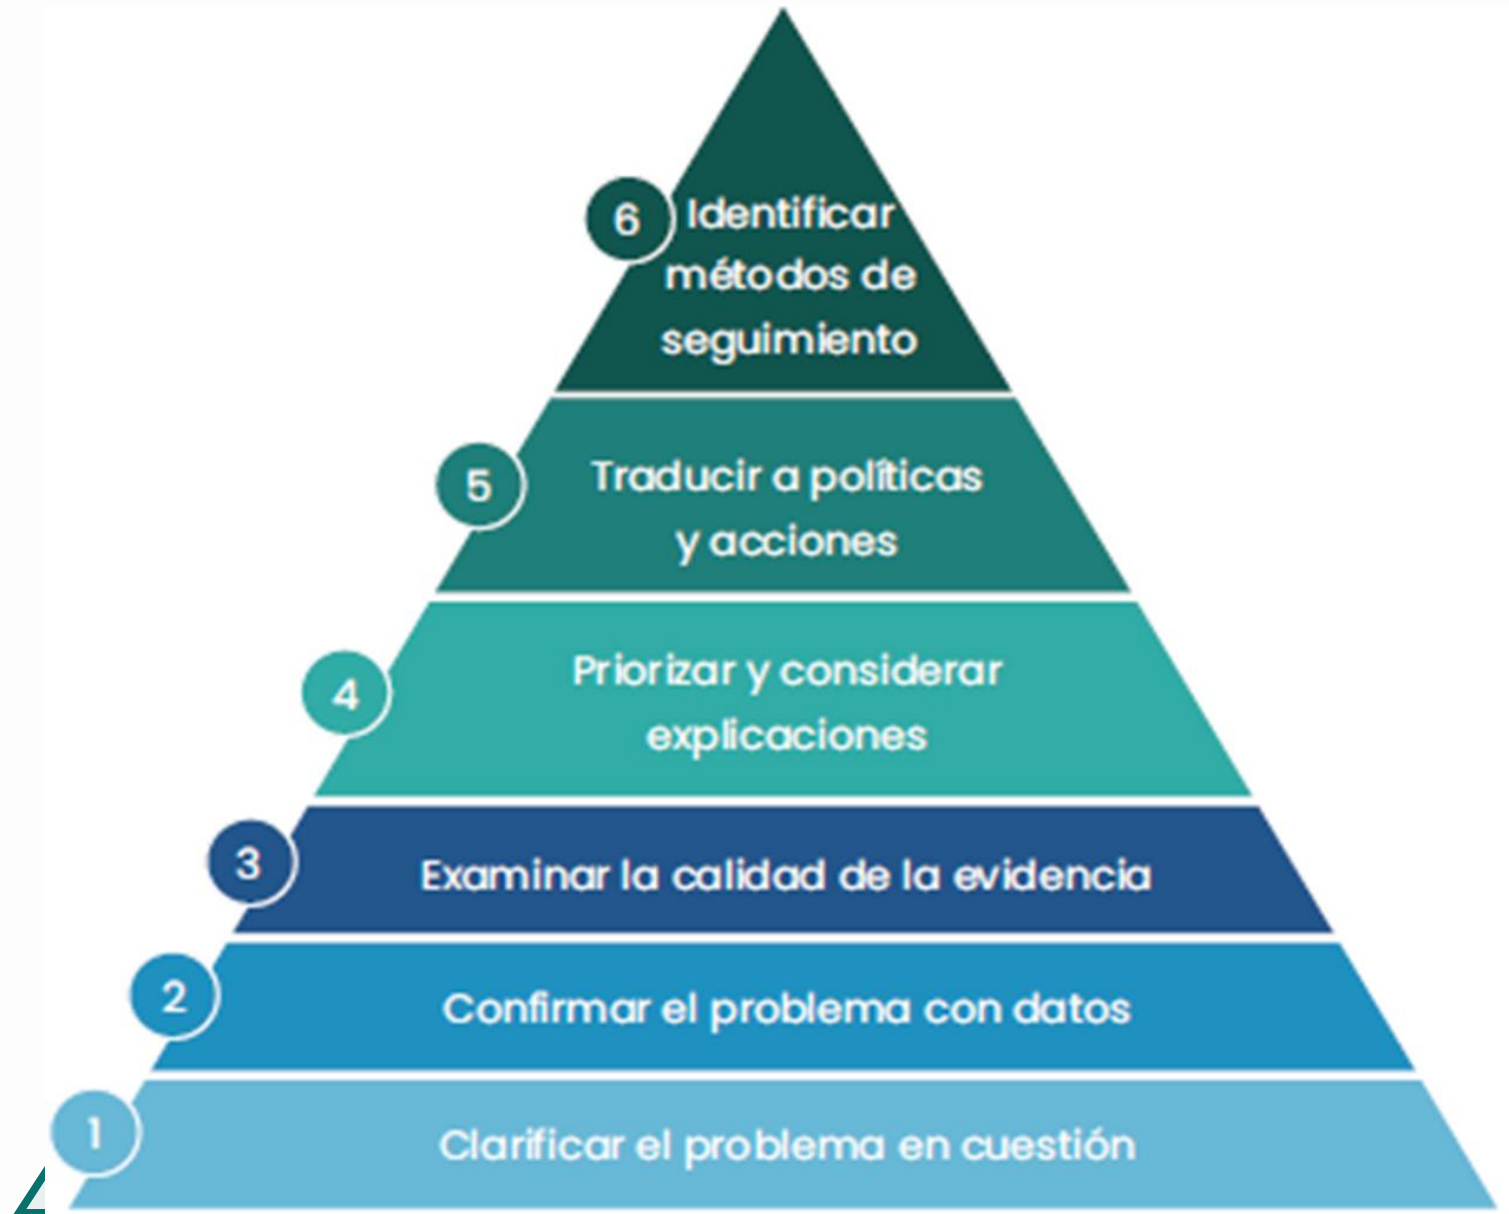 6
Identificar
métodos de
seguimiento
5
Traducir a políticas
y acciones
4
Priorizar y considerar
explicaciones
3
Examinar la calidad de la evidencia
2
Confirmar el problema con datos
1
Clarificar el problema en cuestión